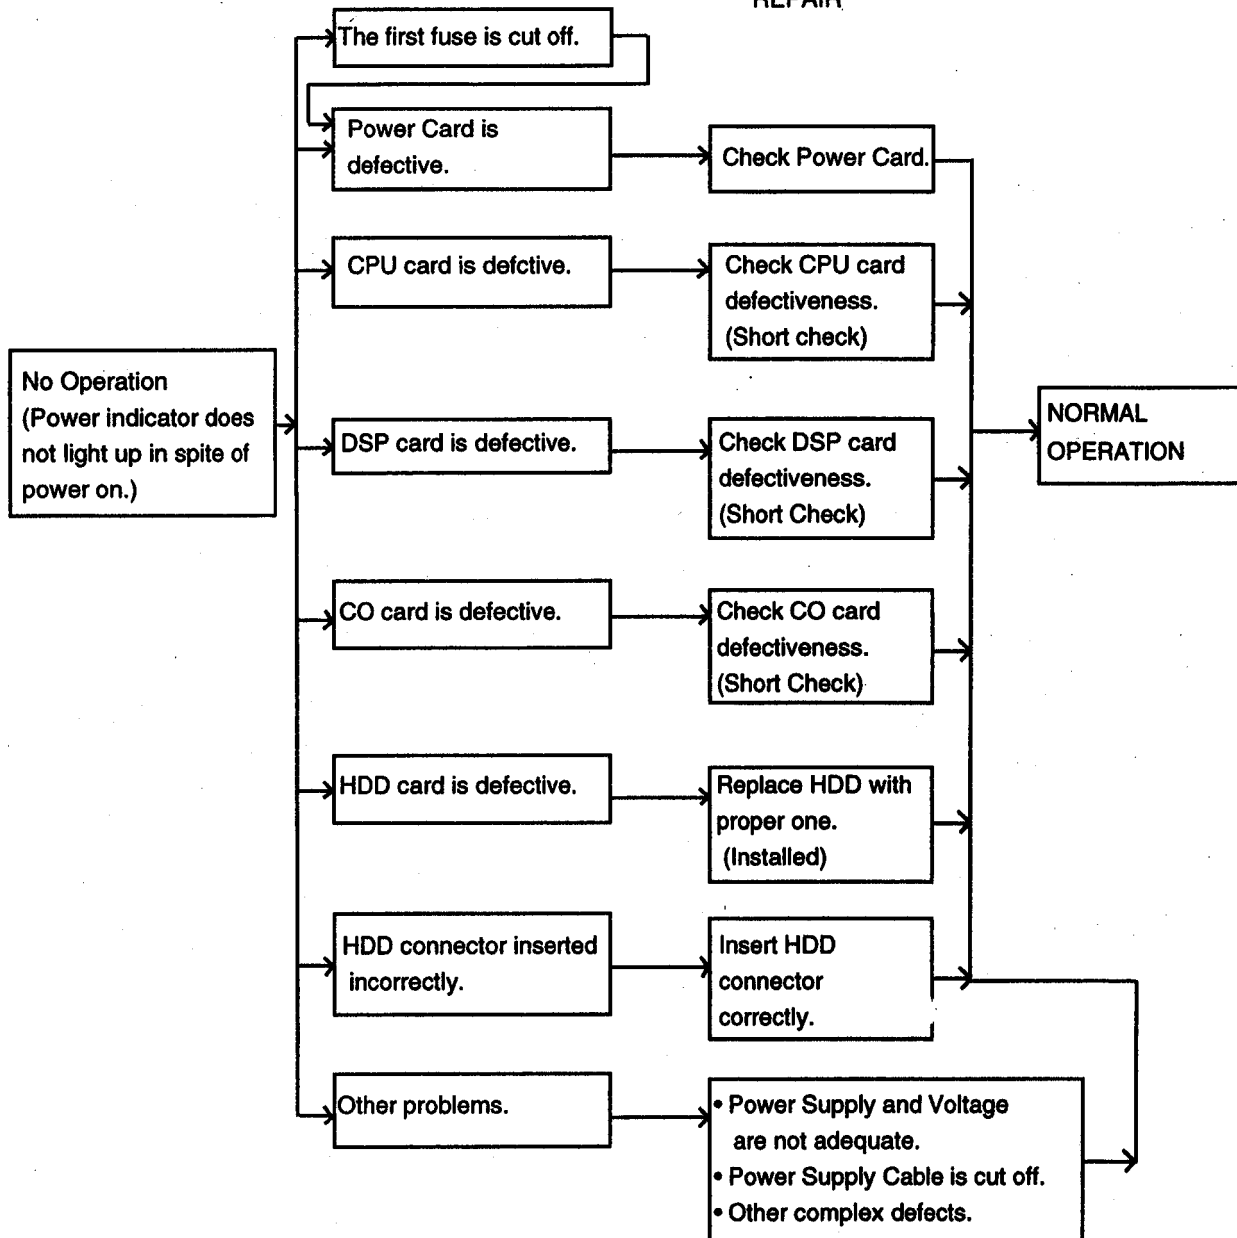 REPAIR
The first fuse is cut off.
Power Card is
defective.
Check Power Card.
CPU card is defctive.
Check CPU card
defectiveness.
(Short check)
No Operation
(Power indicator does
not light up in spite of
power on.)
NORMAL
OPERATION
DSP card is defective.
Check DSP card
defectiveness.
(Short Check)
CO card is defective.
Check CO card
defectiveness.
(Short Check)
HDD card is defective.
Replace HDD with
proper one.
(Installed)
HDD connector inserted
incorrectly.
Insert HDD
connector
correctly.
Other problems.
• Power Supply and Voltage
are not adequate.
• Power Supply Cable is cut off.
• Other complex defects.